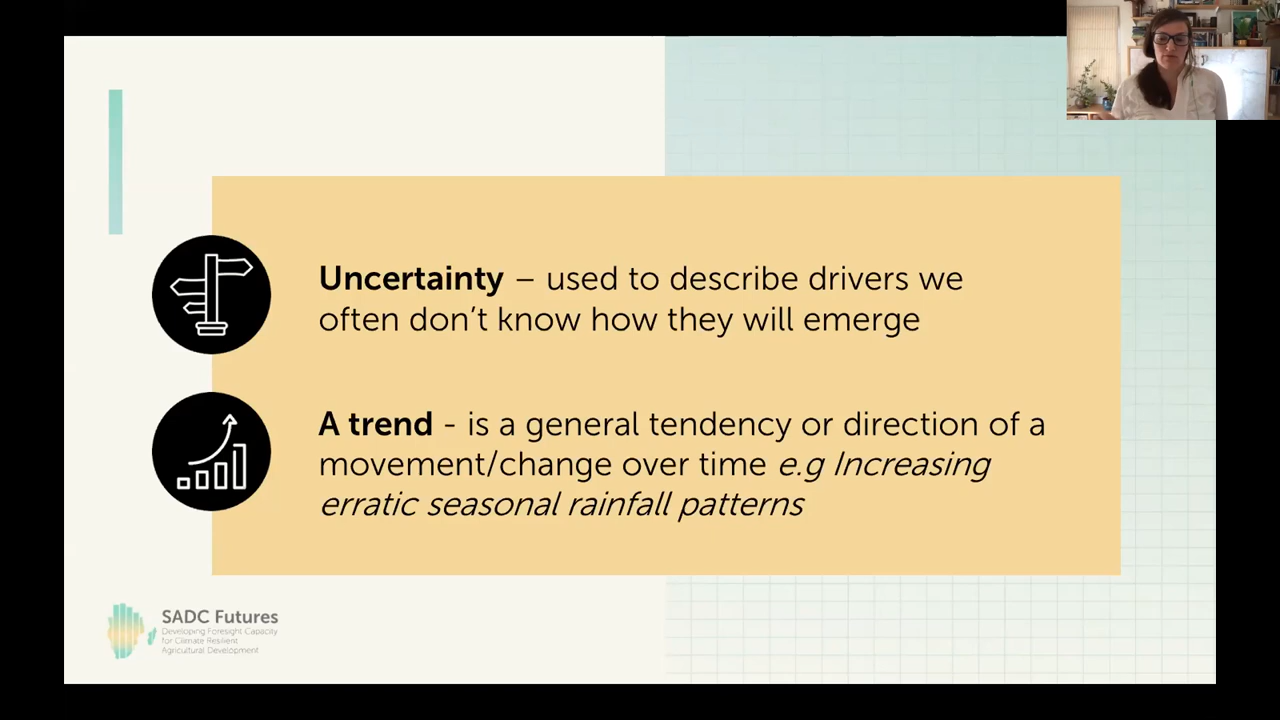 Uncertainty – used to describe drivers we
often don't know how they will emerge
A trend - is a general tendency or direction of a
movement/change over time e.g Increasing
erratic seasonal rainfall patterns
SADC Futures
Developing Foresight Capacity
for Climate Resilient
Agricultural Development